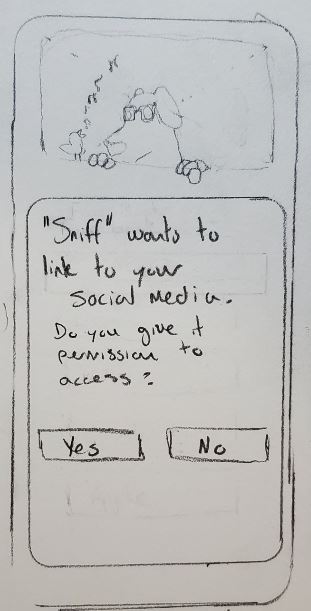 "Sniff" wants to
link to your
social media.
Do you give it
permission to
access?
Yes No